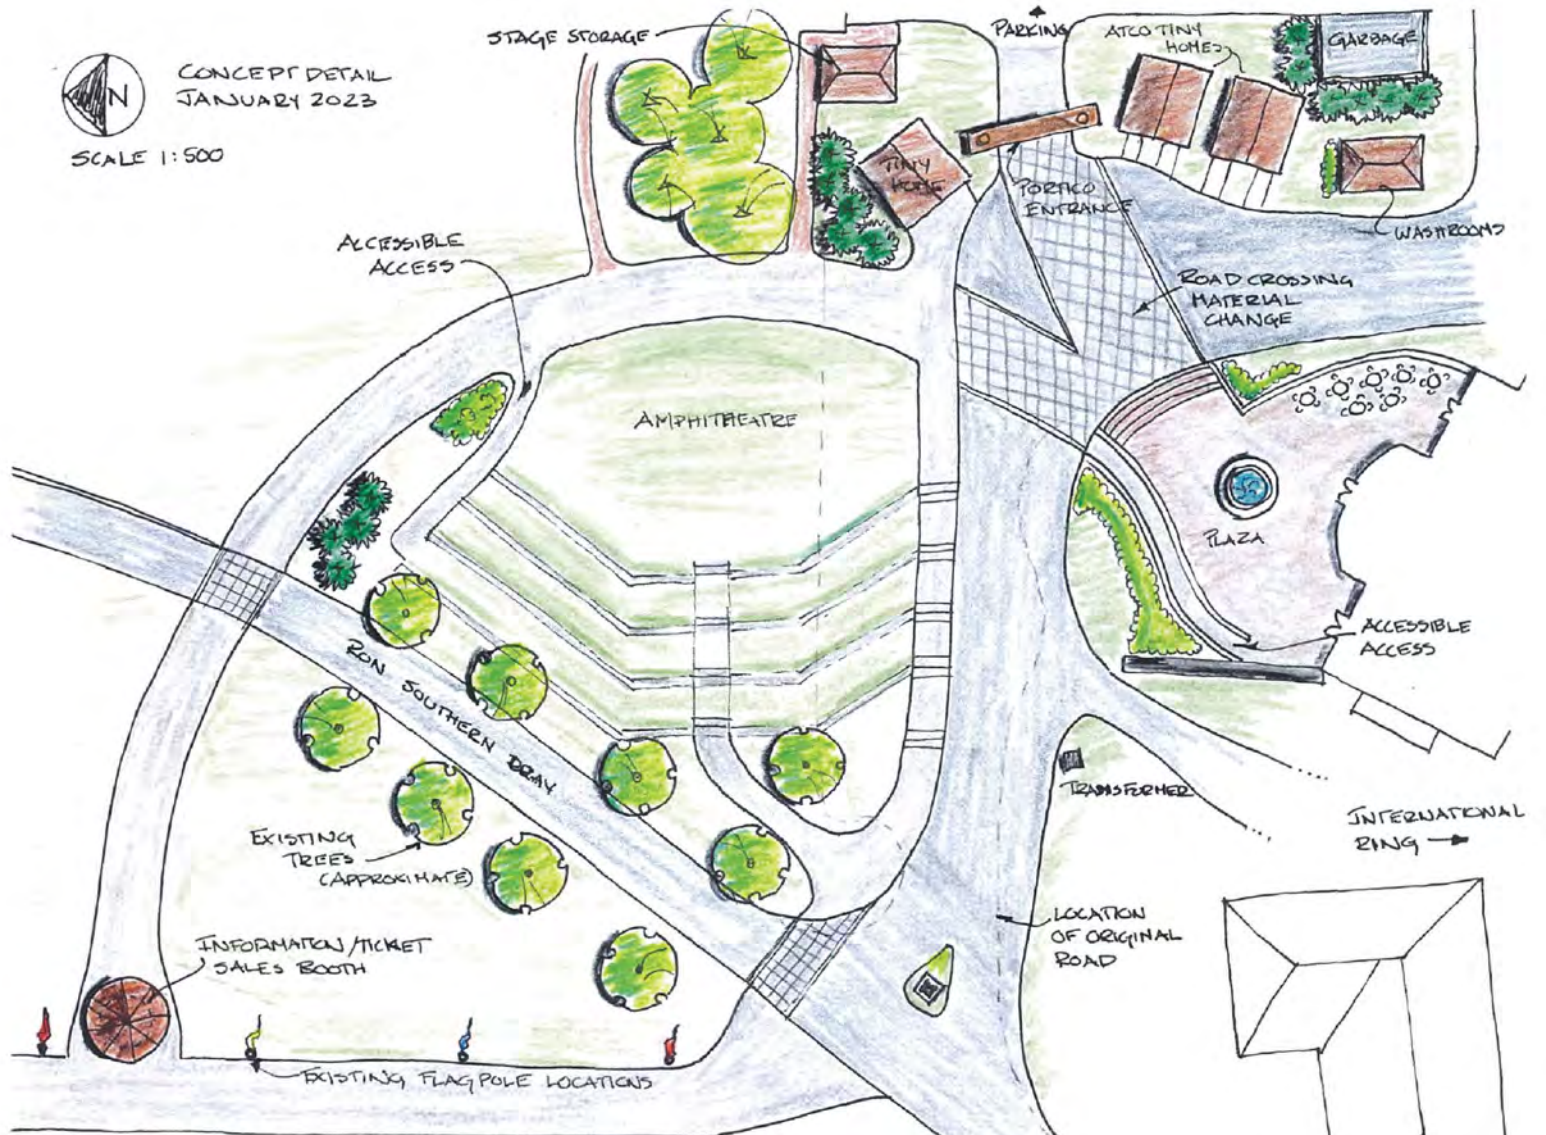 N
CONCEPT DETAIL
JANUARY 2023
SCALE 1:500
STAGE STORAGE
PARKING
ATCO TINY
HOMES
GARBAGE
TINY
HOME
PORTICO
ENTRANCE
WASHROOMS
ACCESSIBLE
ACCESS
ROAD CROSSING
MATERIAL
CHANGE
AMPHITHEATRE
PLAZA
ACCESSIBLE
ACCESS
RON SOUTHERN DRAY
TRANSFORMER
INTERNATIONAL
RING
EXISTING
TREES
(APPROXIMATE)
LOCATION
OF ORIGINAL
ROAD
INFORMATION/TICKET
SALES BOOTH
EXISTING FLAGPOLE LOCATIONS